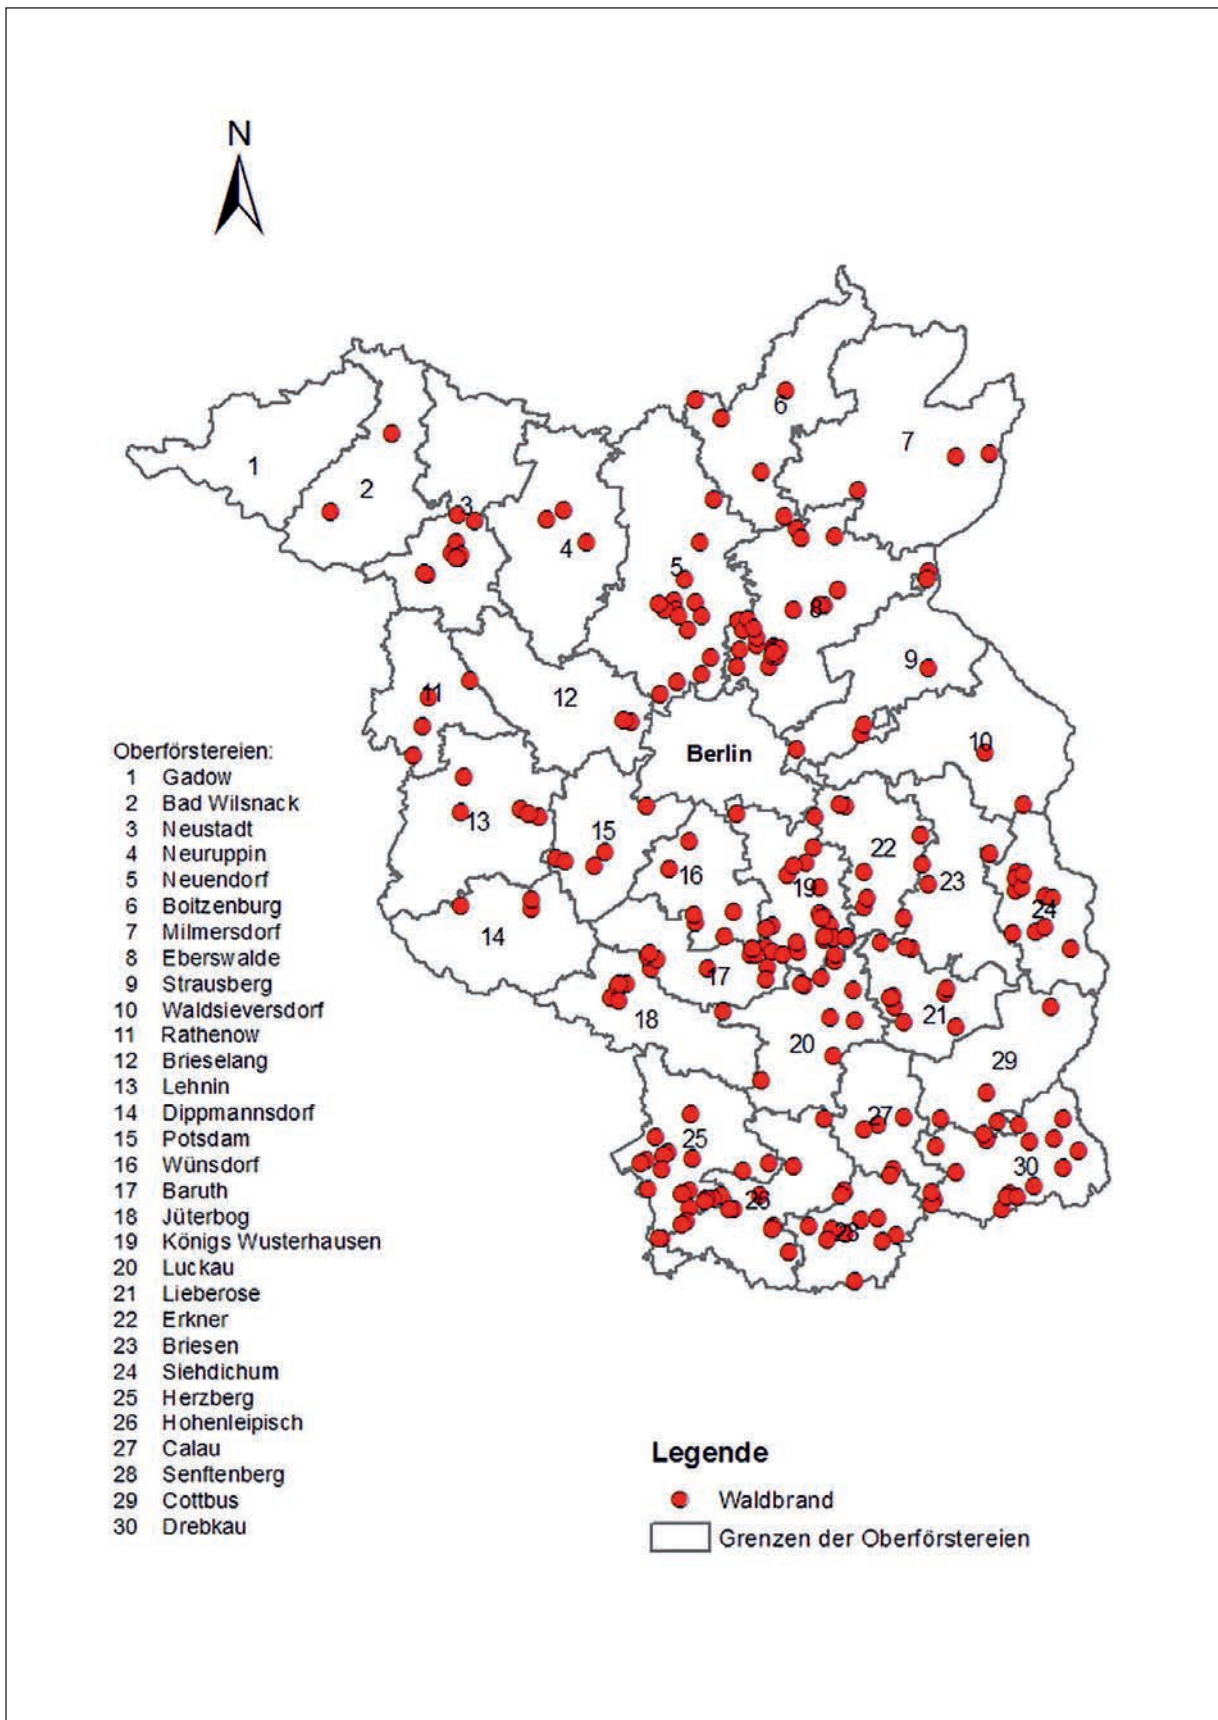 N
1
2
3
4
5
6
7
8
9
10
11
12
Berlin
13
14
15
16
17
18
19
20
21
22
23
24
25
26
27
28
29
30
Oberförstereien:
1 Gadow
2 Bad Wilsnack
3 Neustadt
4 Neuruppin
5 Neuendorf
6 Boitzenburg
7 Milmersdorf
8 Eberswalde
9 Strausberg
10 Waldsieversdorf
11 Rathenow
12 Brieselang
13 Lehnin
14 Dippmannsdorf
15 Potsdam
16 Wünsdorf
17 Baruth
18 Jüterbog
19 Königs Wusterhausen
20 Luckau
21 Lieberose
22 Erkner
23 Briesen
24 Siehdichum
25 Herzberg
26 Hohenleipisch
27 Calau
28 Senftenberg
29 Cottbus
30 Drebkau
Legende
Waldbrand
Grenzen der Oberförstereien